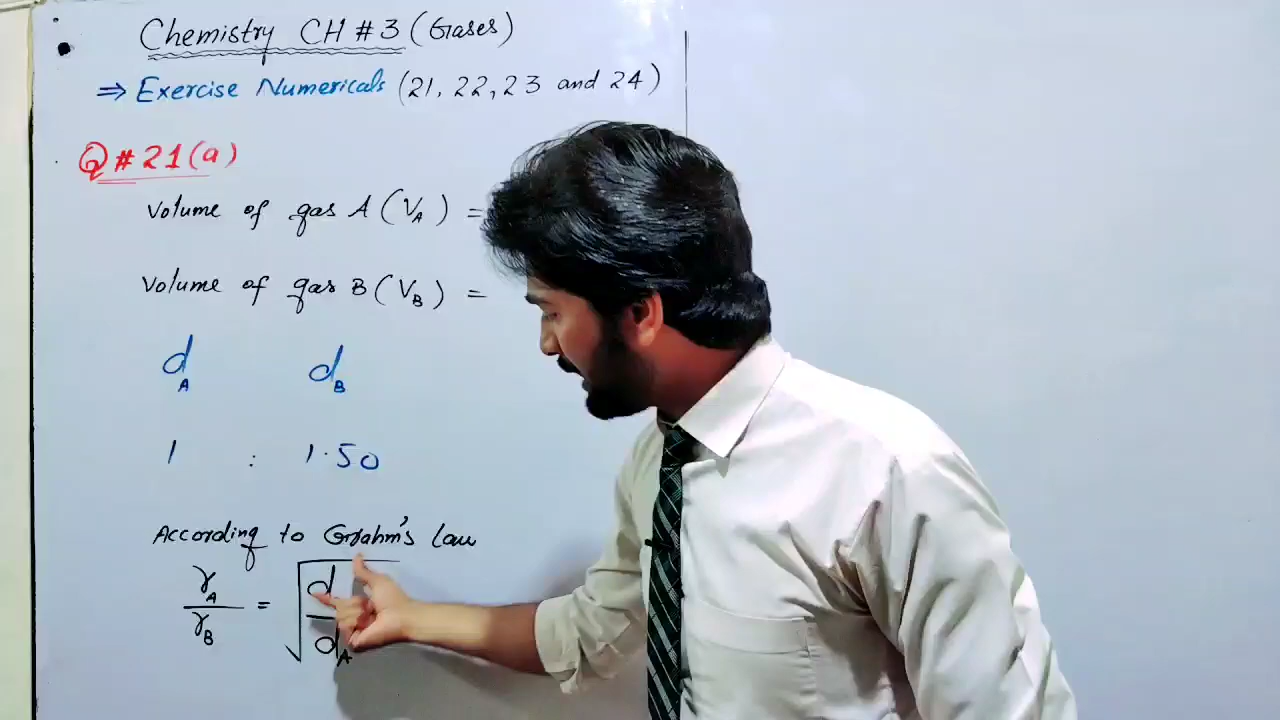 Chemistry CH # 3 (Gases)
⇒ Exercise Numericals (21, 22, 23 and 24)
Q # 21 (a)
Volume of gas A (V_A) =
Volume of gas B (V_B) =
d_A d_B
1 : 1.50
According to Grahm's Law
r_A / r_B = √(d / d_A)